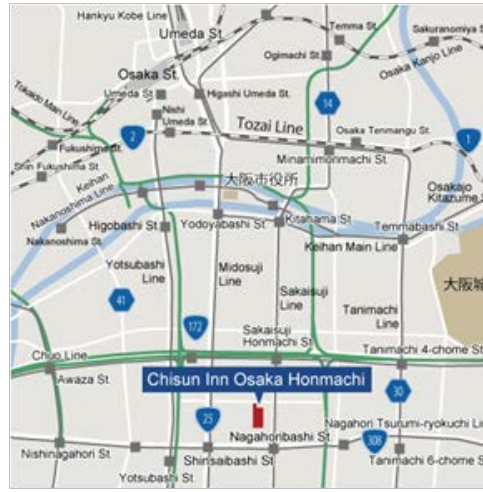 Hankyu Kobe Line
Umeda St.
Temma St.
Sakuranomiya St.
Ogimachi St.
Osaka Kanjo Line
Osaka St.
Umeda St.
Higashi Umeda St.
Tokaido Main Line
Nishi
Umeda St.
14
Tozai Line
2
Osaka Tenmangu St.
1
Fukushima St.
Minamimonmachi St.
Shin Fukushima St.
Keihan
Nakanoshima Line
大阪市役所
Osakajo
Kitazume St.
Nakanoshima St.
Higobashi St.
Yodoyabashi St.
Kitahama St.
Temmabashi St.
Keihan Main Line
Yotsubashi
Line
Midosuji
Line
Sakaisuji
Line
大阪城
41
Tanimachi
Line
172
Sakaisuji
Honmachi St.
Chuo Line
Tanimachi 4-chome St.
Awaza St.
Chisun Inn Osaka Honmachi
30
25
Nagahori Tsurumi-ryokuchi Lin
Nagahoribashi St.
308
Nishinagahori St.
Shinsaibashi St
Tanimachi 6-chome St.
Yotsubashi St